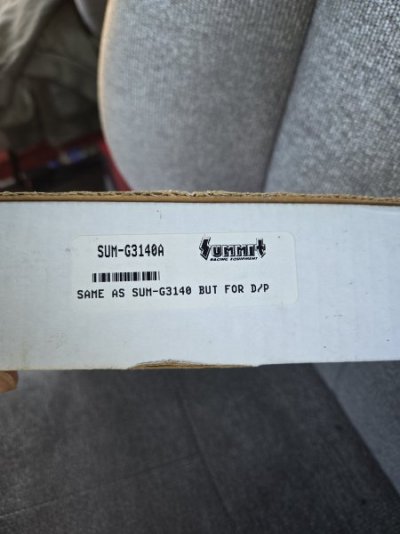 SUM-G3140A
Summit
RACING EQUIPMENT
SAME AS SUM-G3140 BUT FOR D/P